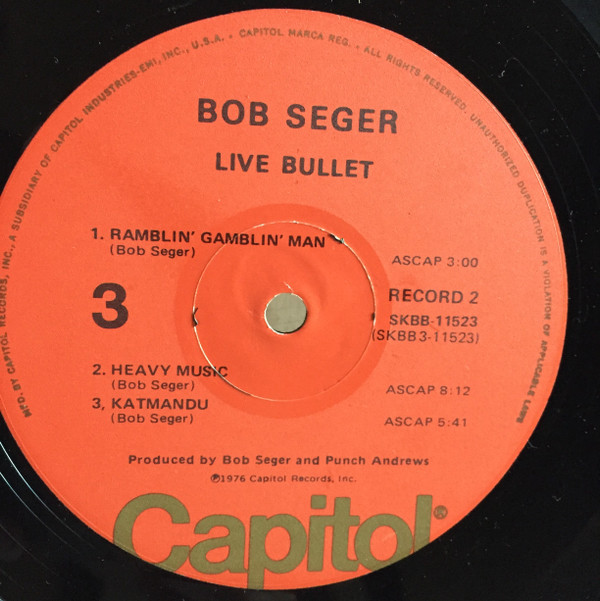 MFD. BY CAPITOL RECORDS, INC., A SUBSIDIARY OF CAPITOL INDUSTRIES-EMI, INC., U.S.A. • CAPITOL MARCA REG. • ALL RIGHTS RESERVED. UNAUTHORIZED DUPLICATION IS A VIOLATION OF APPLICABLE LAWS
BOB SEGER
LIVE BULLET
1. RAMBLIN' GAMBLIN' MAN
(Bob Seger)
ASCAP 3:00
3
RECORD 2
SKBB-11523
(SKBB3-11523)
2. HEAVY MUSIC
(Bob Seger)
ASCAP 8:12
3, KATMANDU
(Bob Seger)
ASCAP 5:41
Produced by Bob Seger and Punch Andrews
℗1976 Capitol Records, Inc.
Capitol®